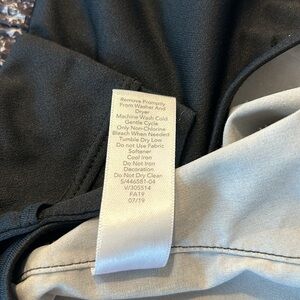 Remove Promptly
From Washer And
Dryer
Machine Wash Cold
Gentle Cycle
Only Non-Chlorine
Bleach When Needed
Tumble Dry Low
Do not Use Fabric
Softener
Cool Iron
Do Not Iron
Decoration
Do Not Dry Clean
S/446581-04
V/305514
FA19
07/19